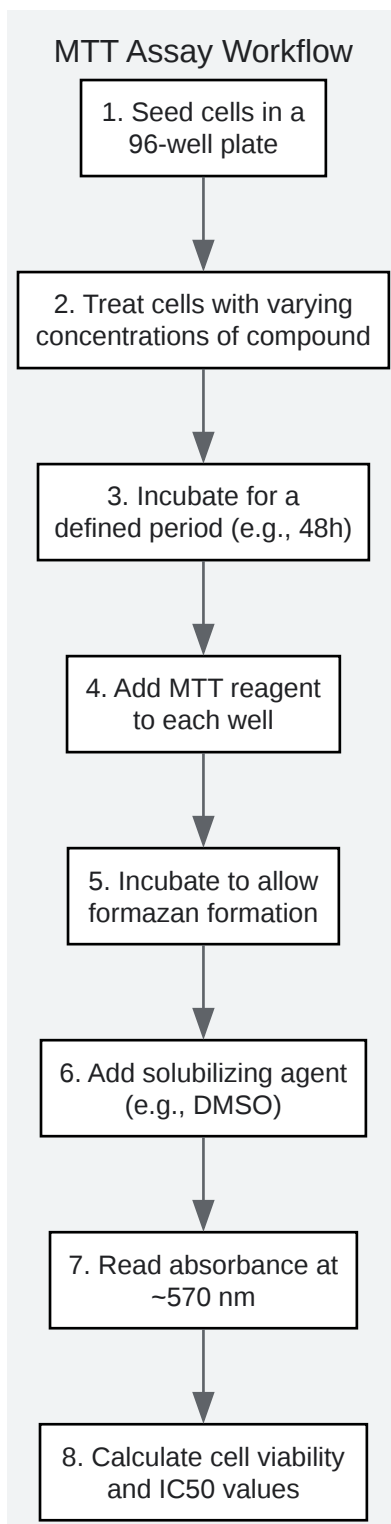 MTT Assay Workflow
1. Seed cells in a
96-well plate
2. Treat cells with varying
concentrations of compound
3. Incubate for a
defined period (e.g., 48h)
4. Add MTT reagent
to each well
5. Incubate to allow
formazan formation
6. Add solubilizing agent
(e.g., DMSO)
7. Read absorbance at
~570 nm
8. Calculate cell viability
and IC50 values